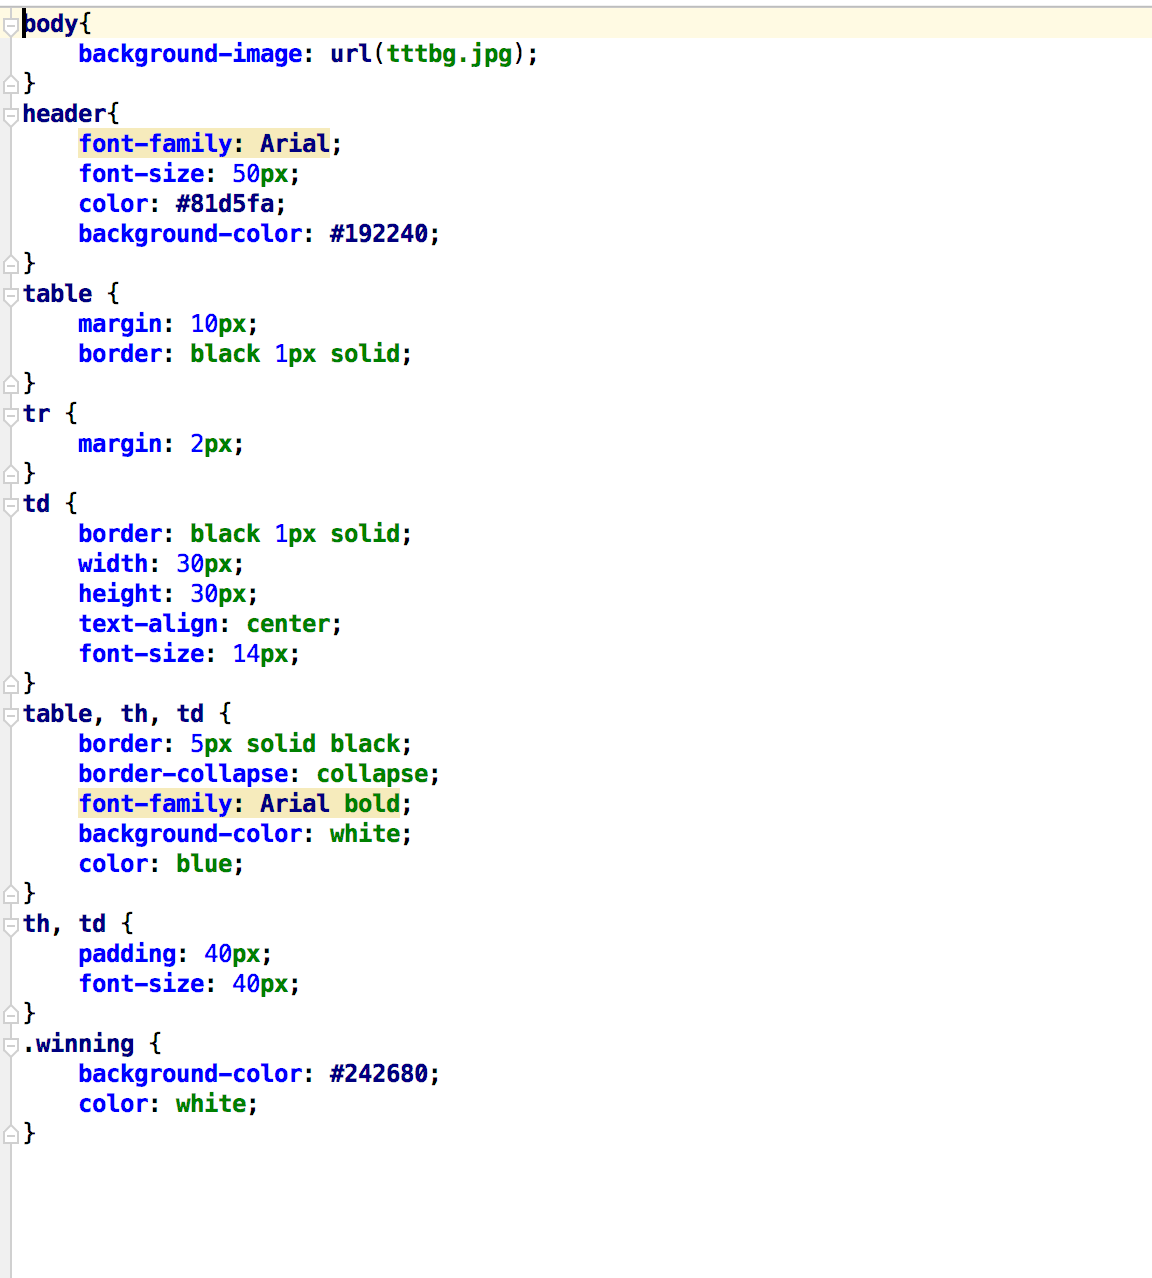 body{
    background-image: url(tttbg.jpg);
}
header{
    font-family: Arial;
    font-size: 50px;
    color: #81d5fa;
    background-color: #192240;
}
table {
    margin: 10px;
    border: black 1px solid;
}
tr {
    margin: 2px;
}
td {
    border: black 1px solid;
    width: 30px;
    height: 30px;
    text-align: center;
    font-size: 14px;
}
table, th, td {
    border: 5px solid black;
    border-collapse: collapse;
    font-family: Arial bold;
    background-color: white;
    color: blue;
}
th, td {
    padding: 40px;
    font-size: 40px;
}
.winning {
    background-color: #242680;
    color: white;
}